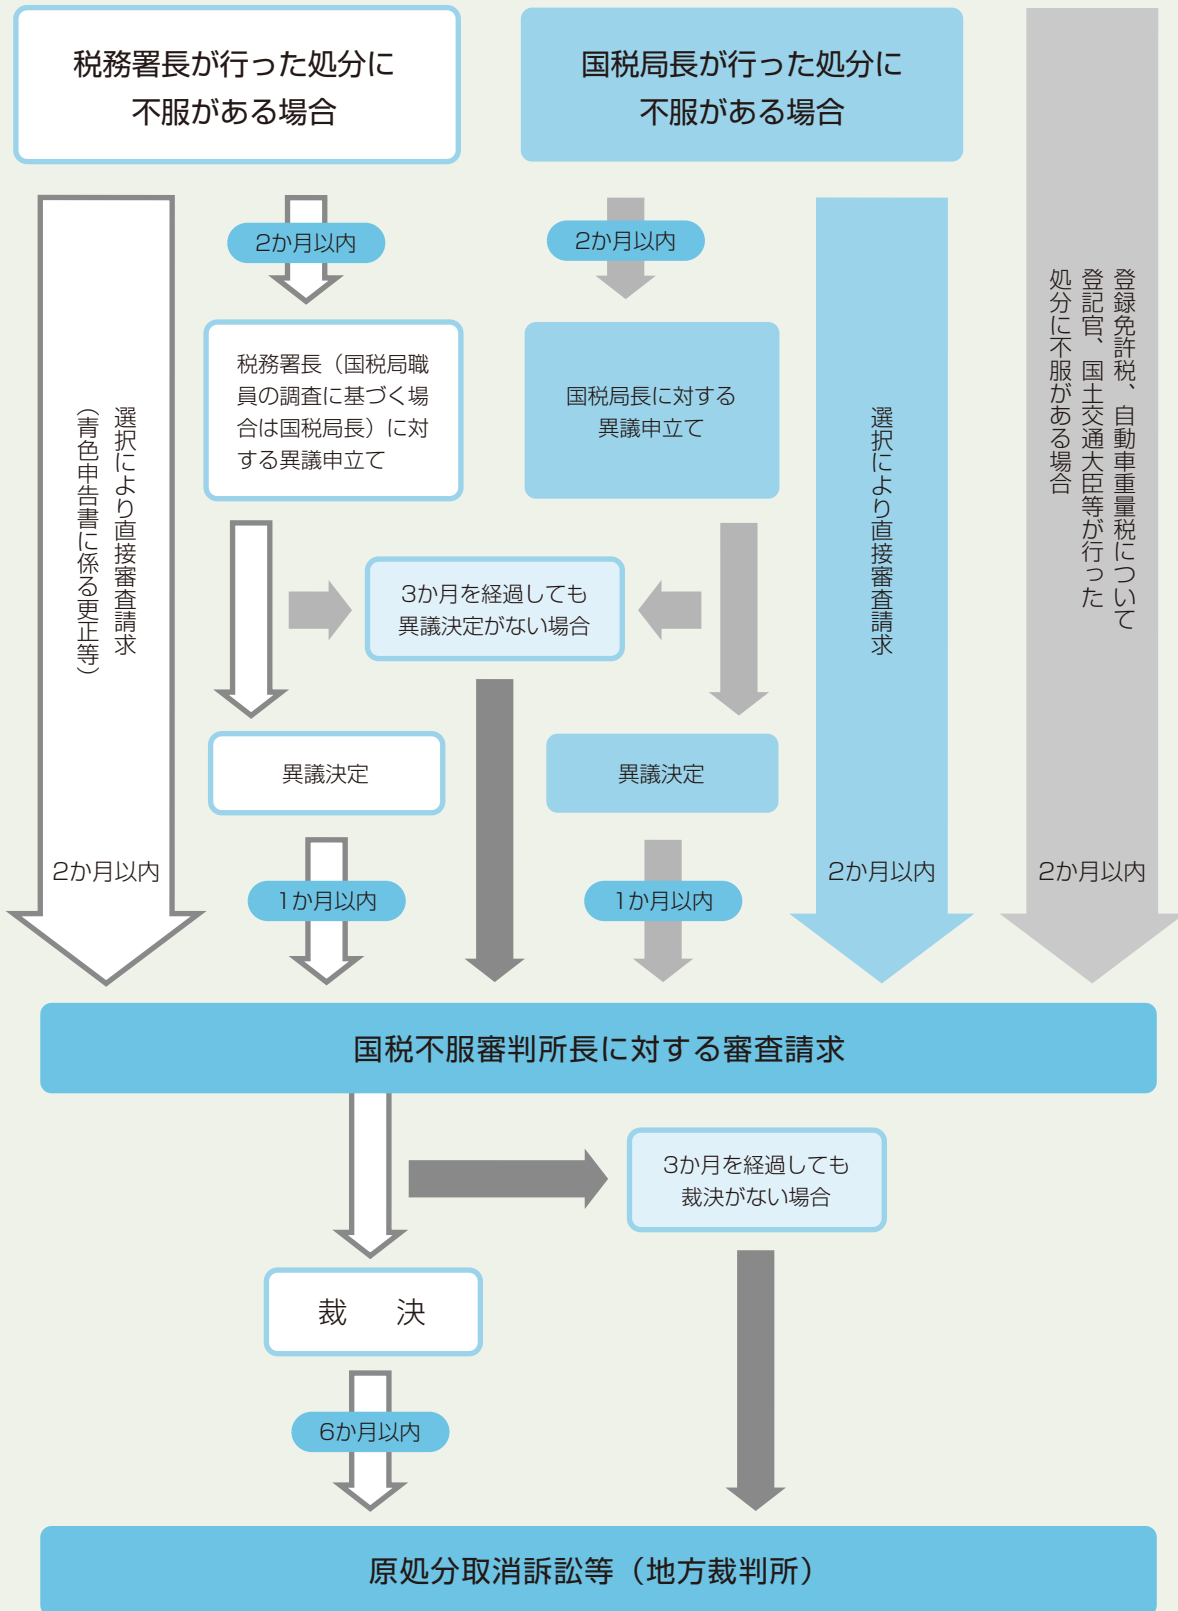 税務署長が行った処分に
不服がある場合
国税局長が行った処分に
不服がある場合
登録免許税、自動車重量税について
登記官、国土交通大臣等が行った
処分に不服がある場合
2か月以内
選択により直接審査請求
（青色申告書に係る更正等）
2か月以内
2か月以内
税務署長（国税局職
員の調査に基づく場
合は国税局長）に対
する異議申立て
2か月以内
国税局長に対する
異議申立て
選択により直接審査請求
2か月以内
3か月を経過しても
異議決定がない場合
異議決定
異議決定
1か月以内
1か月以内
国税不服審判所長に対する審査請求
3か月を経過しても
裁決がない場合
裁　決
6か月以内
原処分取消訴訟等（地方裁判所）